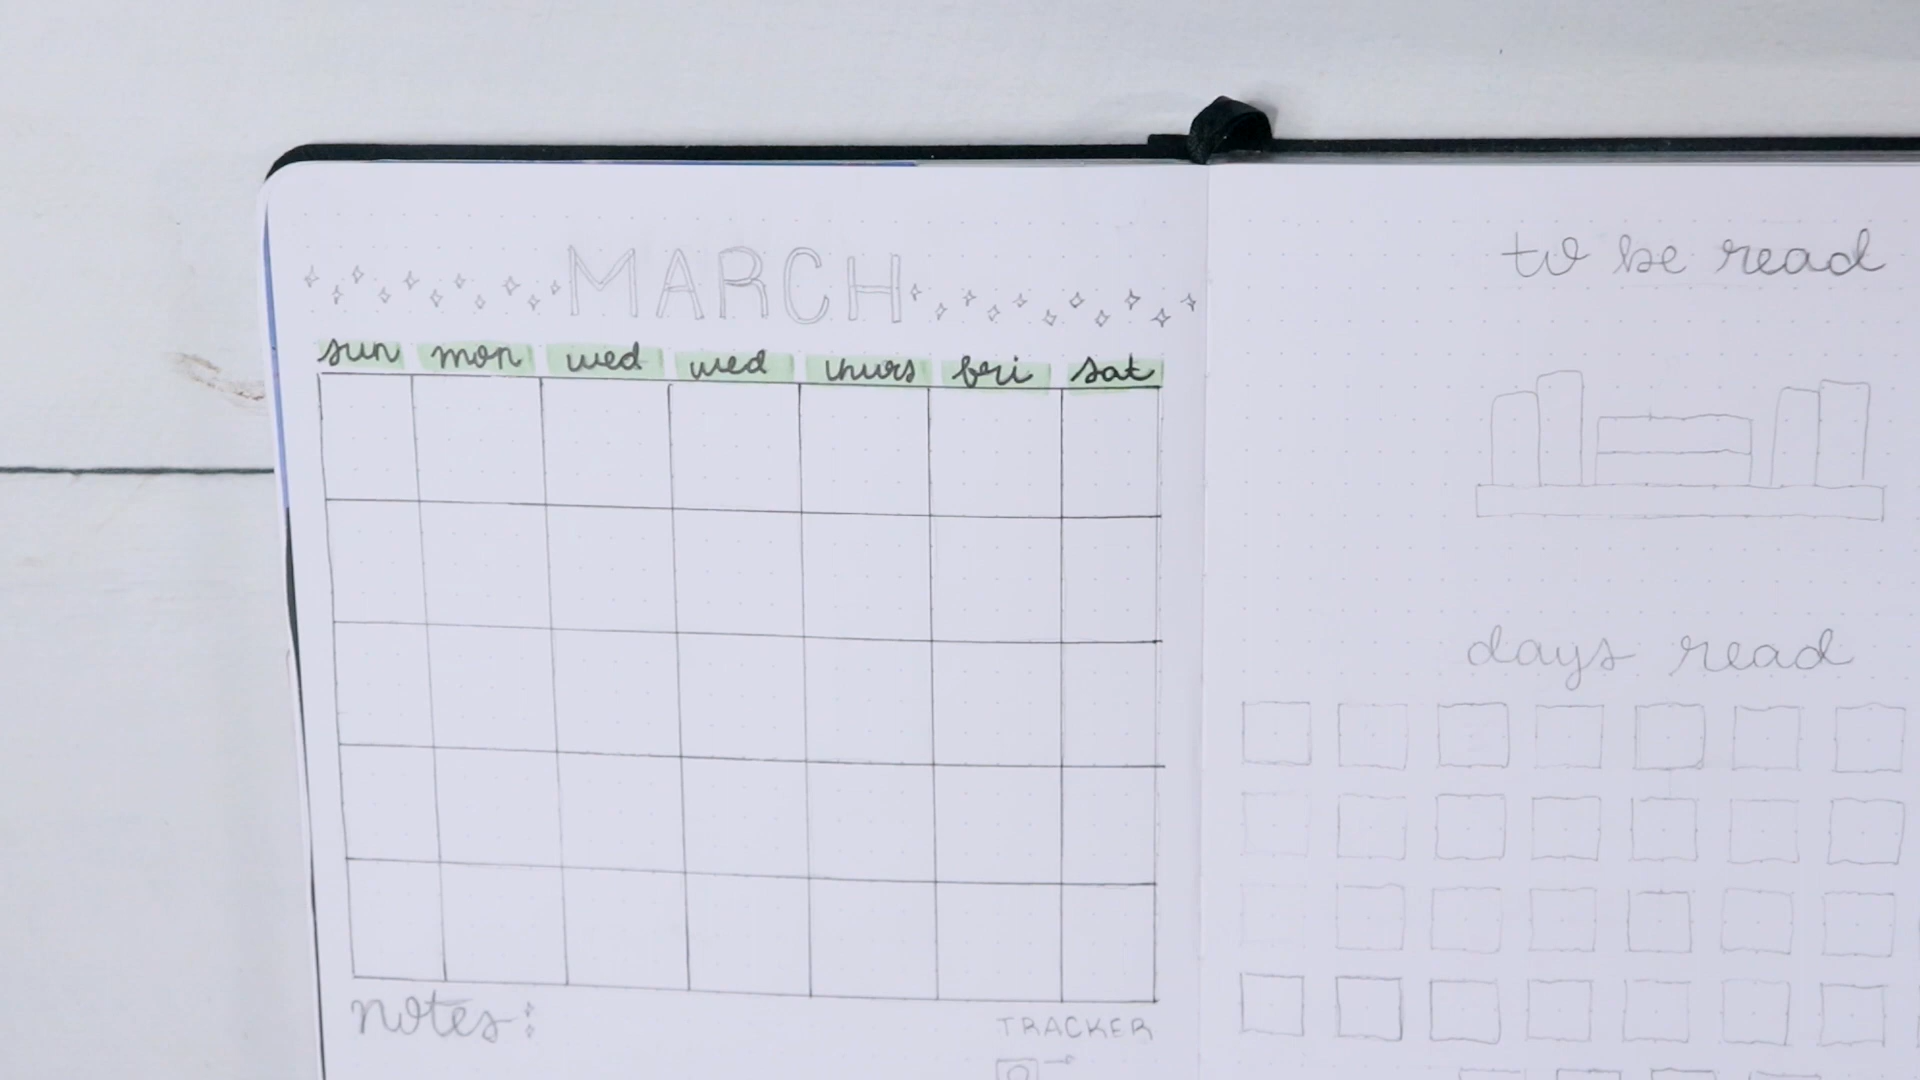 MARCH
sun mon wed wed thurs fri sat
notes:
TRACKER
to be read
days read